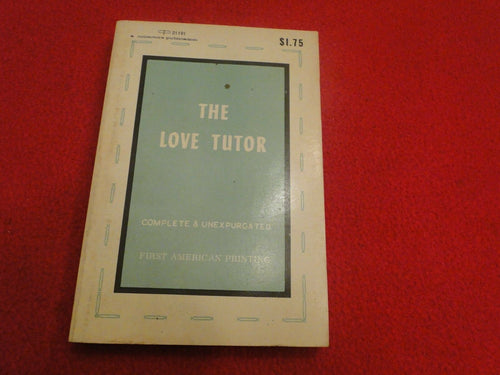 $1.75
THE
LOVE TUTOR
COMPLETE & UNEXPURGATED
FIRST AMERICAN PRINTING